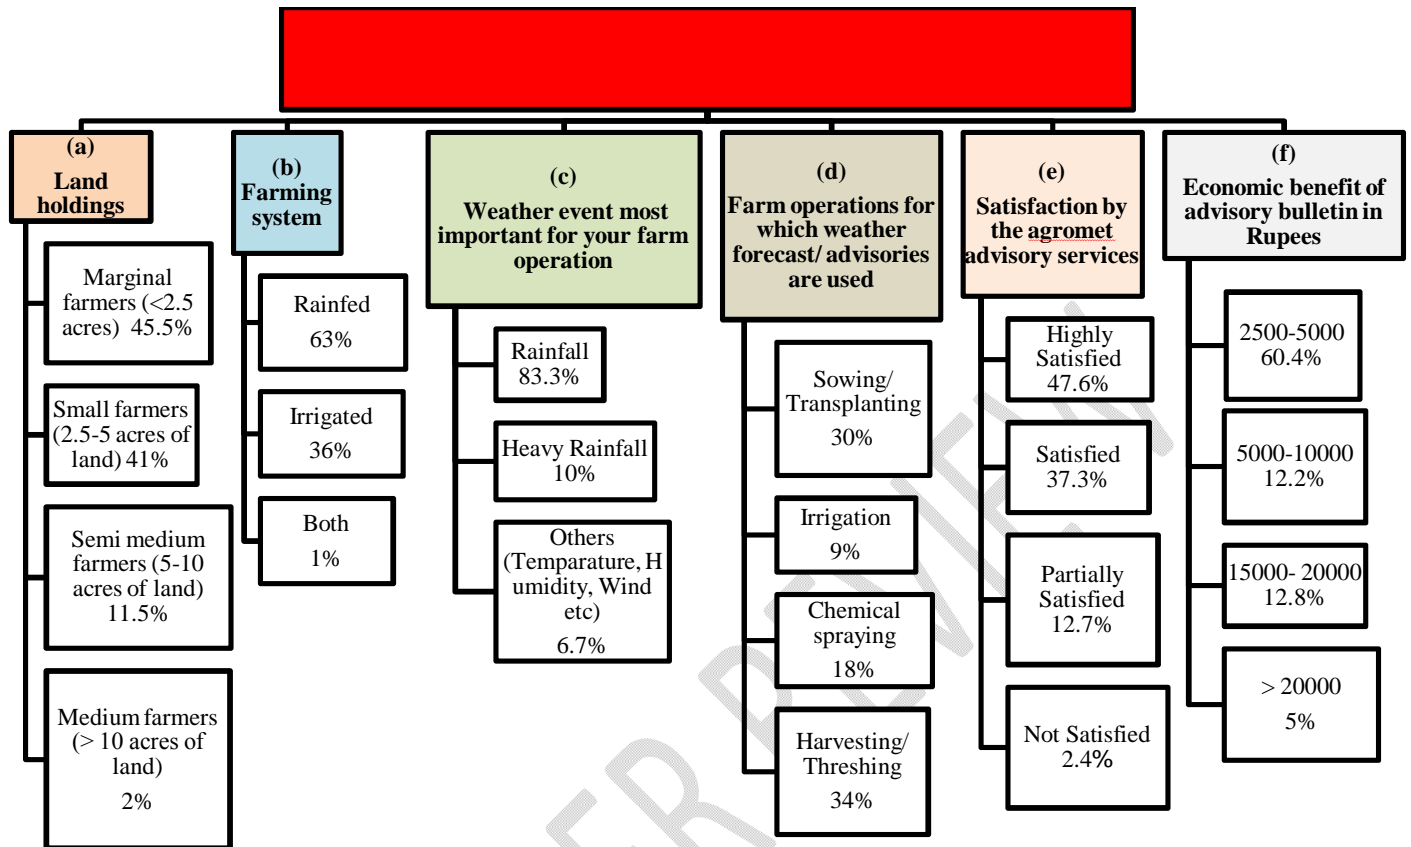 (a)
Land
holdings
Marginal
farmers (<2.5
acres) 45.5%
Small farmers
(2.5-5 acres of
land) 41%
Semi medium
farmers (5-10
acres of land)
11.5%
Medium farmers
(> 10 acres of
land)
2%
(b)
Farming
system
Rainfed
63%
Irrigated
36%
Both
1%
(c)
Weather event most
important for your farm
operation
Rainfall
83.3%
Heavy Rainfall
10%
Others
(Temparature, H
umidity, Wind
etc)
6.7%
(d)
Farm operations for
which weather
forecast/ advisories
are used
Sowing/
Transplanting
30%
Irrigation
9%
Chemical
spraying
18%
Harvesting/
Threshing
34%
(e)
Satisfaction by
the agromet
advisory services
Highly
Satisfied
47.6%
Satisfied
37.3%
Partially
Satisfied
12.7%
Not Satisfied
2.4%
(f)
Economic benefit of
advisory bulletin in
Rupees
2500-5000
60.4%
5000-10000
12.2%
15000- 20000
12.8%
> 20000
5%
ER REVIEW